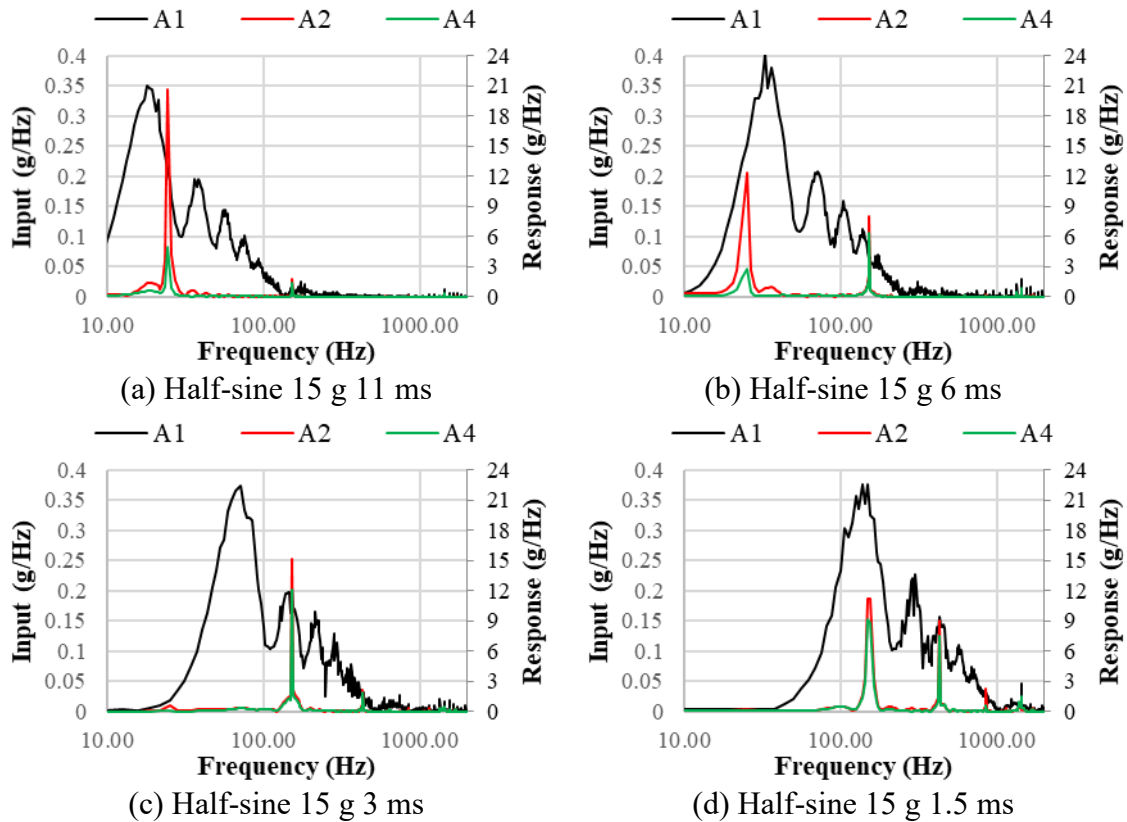 A1 A2 A4
0.4 0.35 0.3 0.25 0.2 0.15 0.1 0.05 0
Input (g/Hz)
24 21 18 15 12 9 6 3 0
Response (g/Hz)
10.00 100.00 1000.00
Frequency (Hz)
(a) Half-sine 15 g 11 ms
A1 A2 A4
0.4 0.35 0.3 0.25 0.2 0.15 0.1 0.05 0
Input (g/Hz)
24 21 18 15 12 9 6 3 0
Response (g/Hz)
10.00 100.00 1000.00
Frequency (Hz)
(b) Half-sine 15 g 6 ms
A1 A2 A4
0.4 0.35 0.3 0.25 0.2 0.15 0.1 0.05 0
Input (g/Hz)
24 21 18 15 12 9 6 3 0
Response (g/Hz)
10.00 100.00 1000.00
Frequency (Hz)
(c) Half-sine 15 g 3 ms
A1 A2 A4
0.4 0.35 0.3 0.25 0.2 0.15 0.1 0.05 0
Input (g/Hz)
24 21 18 15 12 9 6 3 0
Response (g/Hz)
10.00 100.00 1000.00
Frequency (Hz)
(d) Half-sine 15 g 1.5 ms